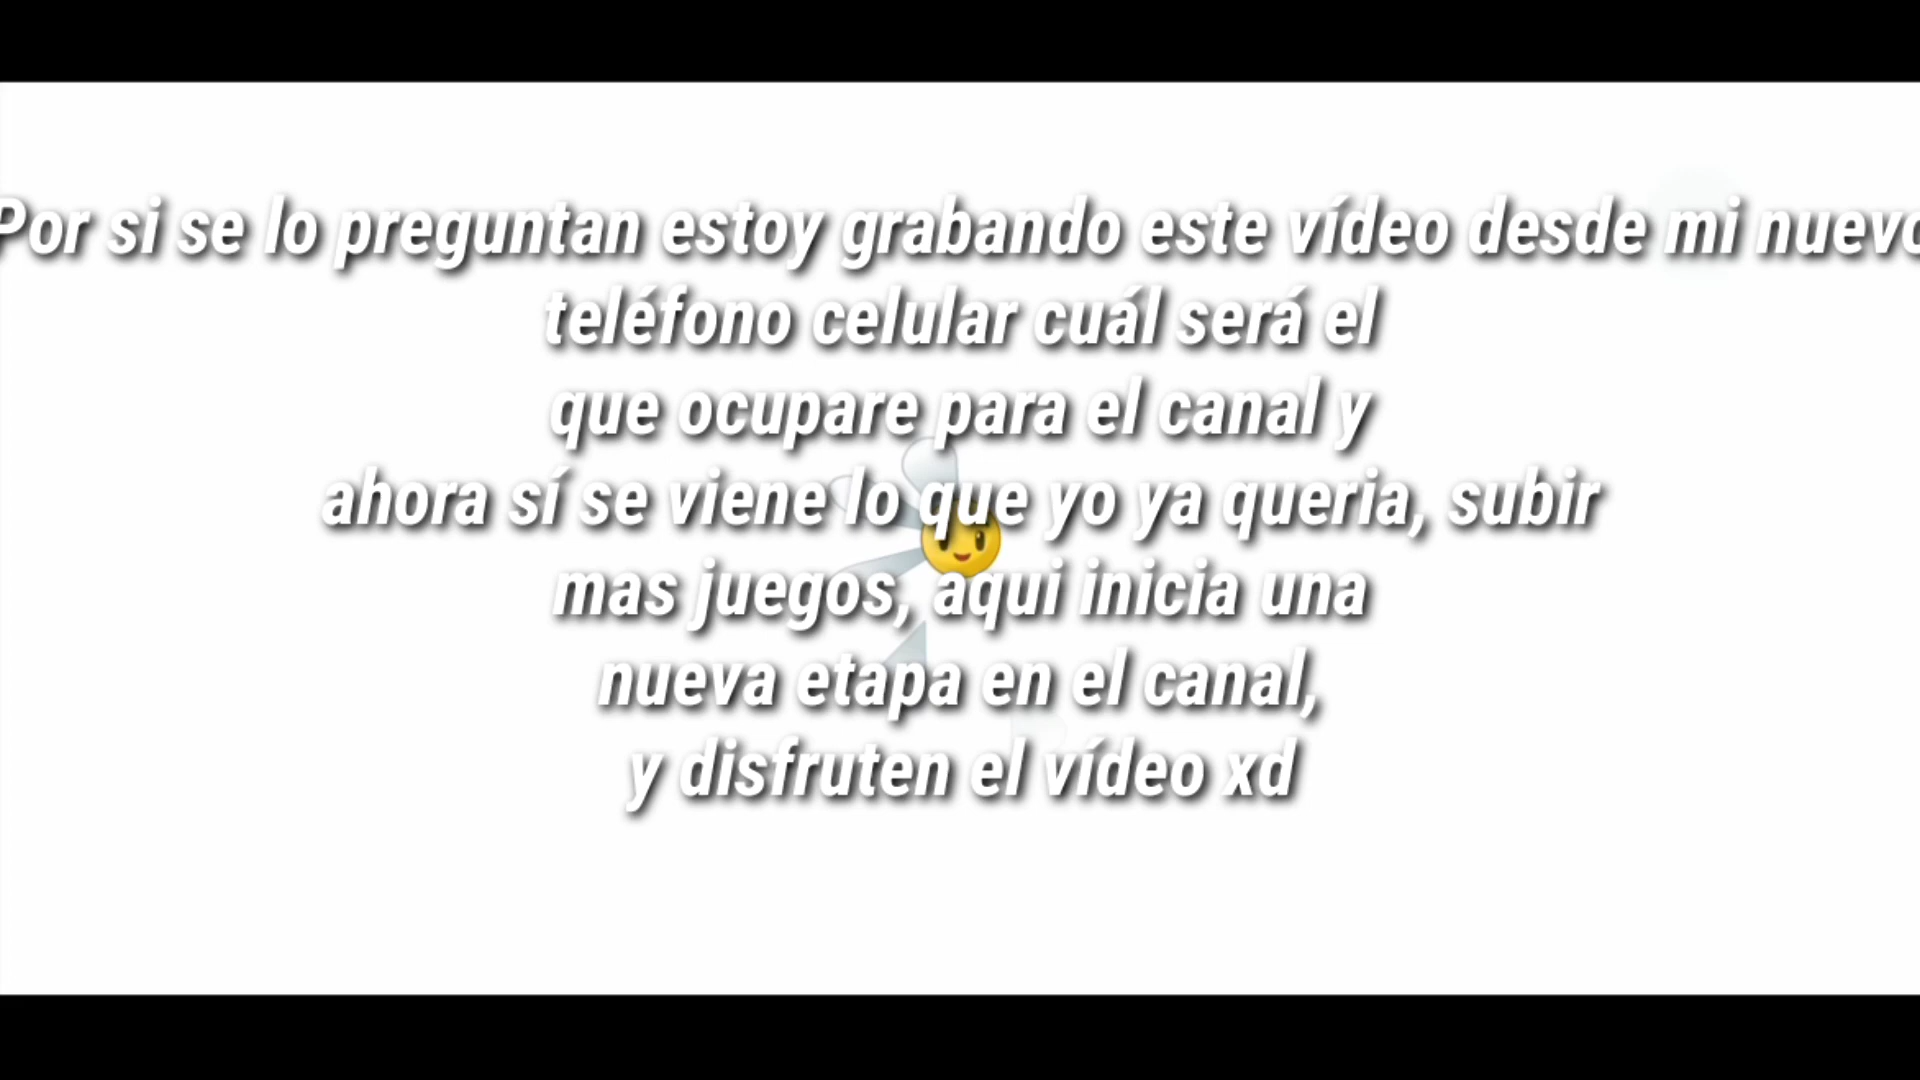 Por si se lo preguntan estoy grabando este vídeo desde mi nuevo
teléfono celular cuál será el
que ocupare para el canal y
ahora sí se viene lo que yo ya queria, subir
mas juegos, aqui inicia una
nueva etapa en el canal,
y disfruten el vídeo xd